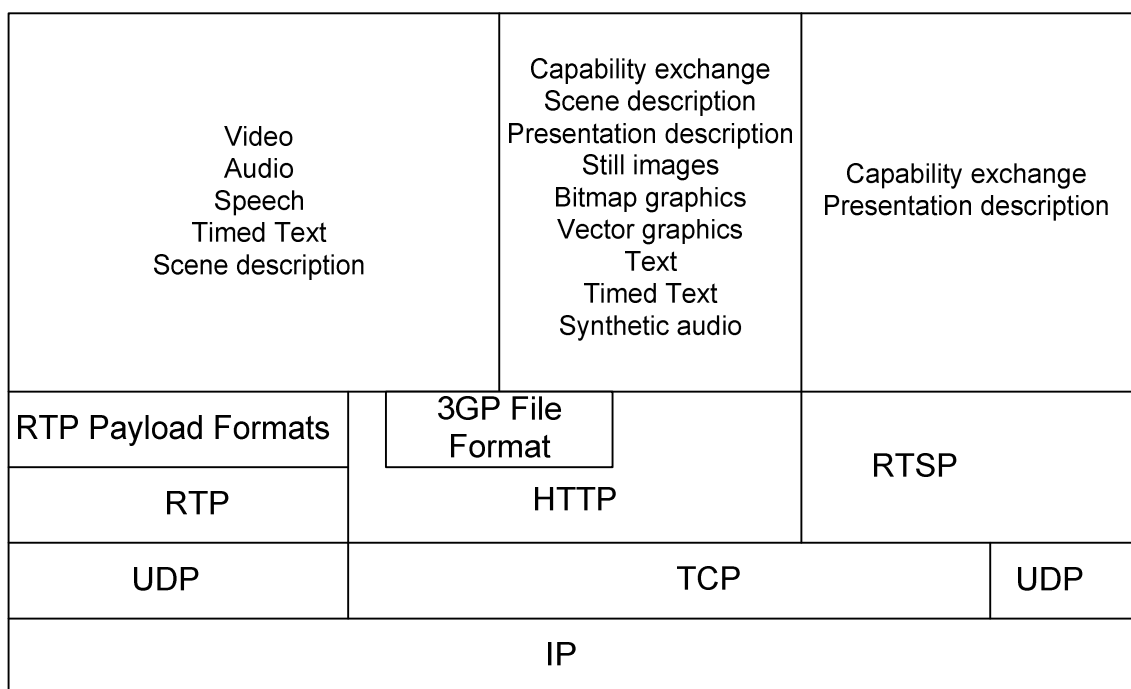 Video
Audio
Speech
Timed Text
Scene description
Capability exchange
Scene description
Presentation description
Still images
Bitmap graphics
Vector graphics
Text
Timed Text
Synthetic audio
Capability exchange
Presentation description
RTP Payload Formats
3GP File
Format
RTP
HTTP
RTSP
UDP
TCP
UDP
IP